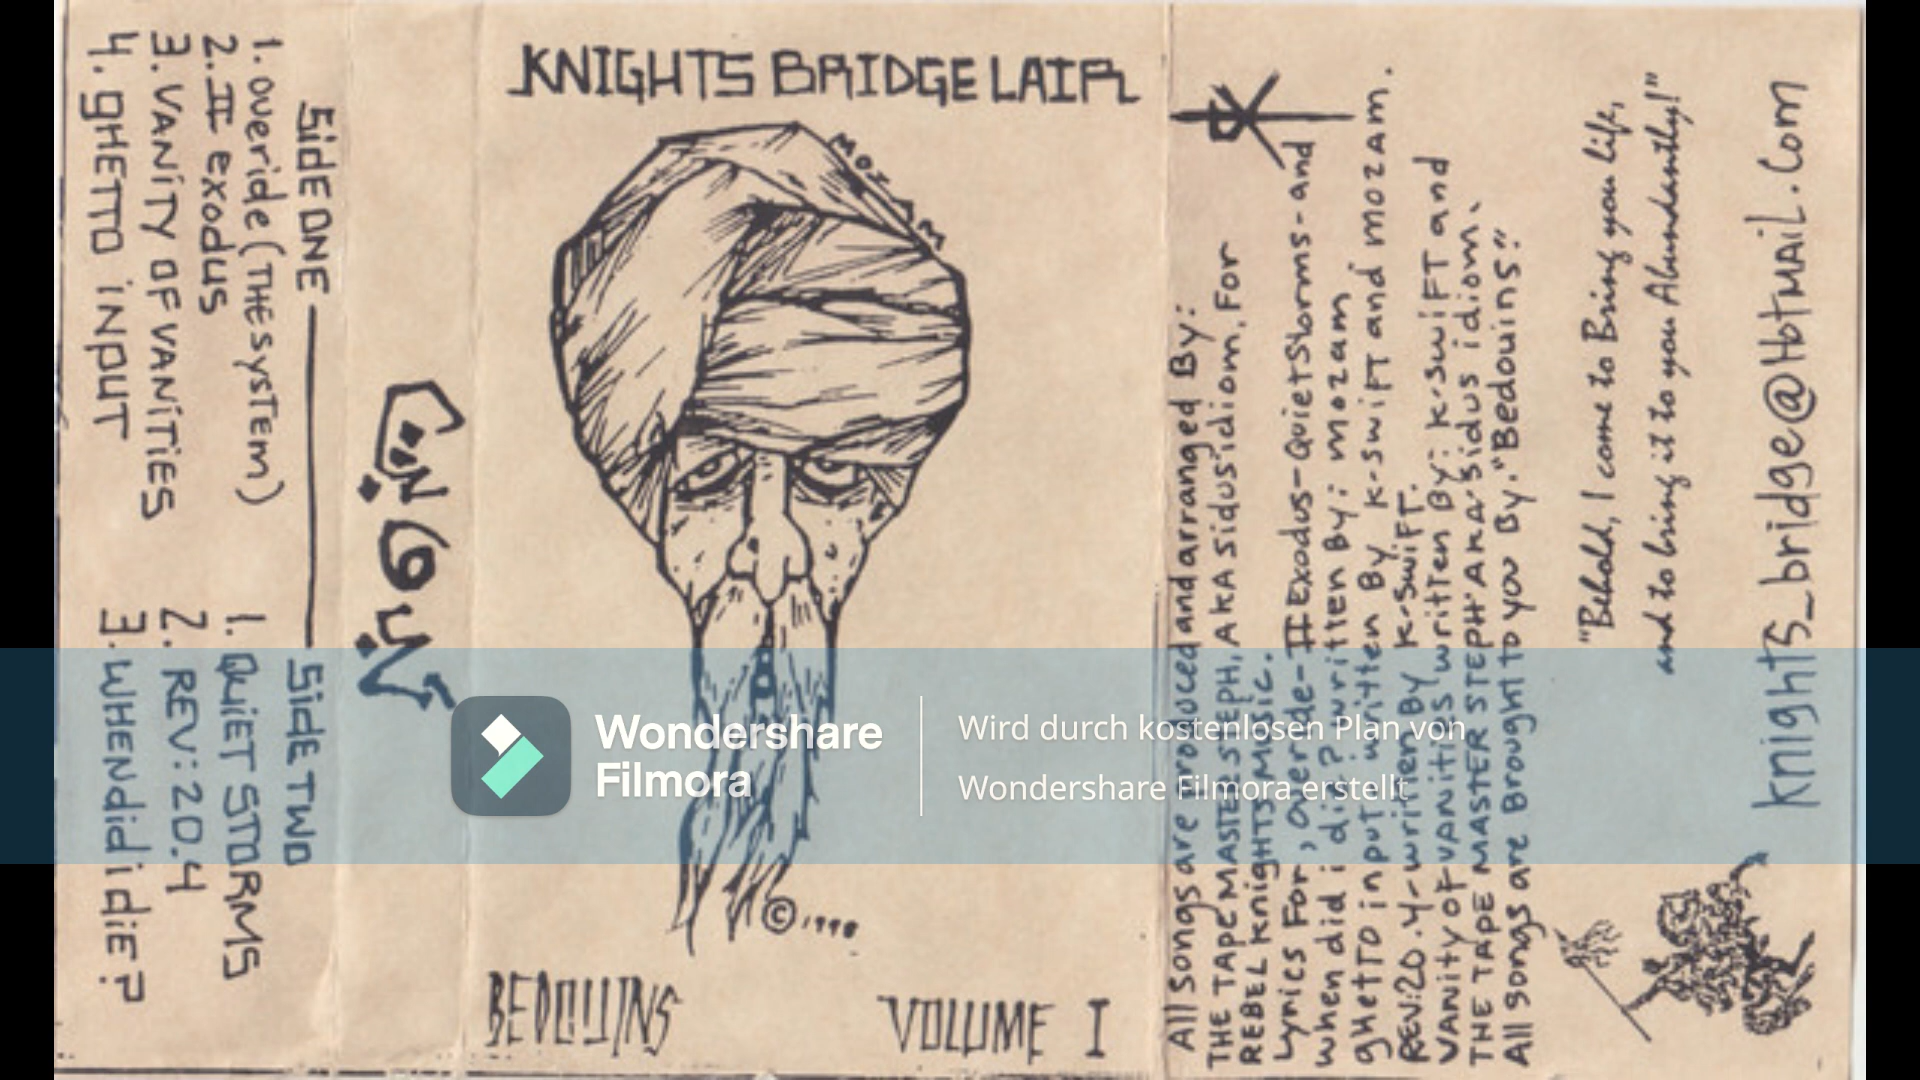 SidE ONE
1. overide (THE system)
2. II exodus
3. VANITY OF VANITIES
4. gHETTO iNPUT
SidE TWO
1. QuiET STORMS
2. REV:20.4
3. WHEN did i diE?
KNIGHTS BRIDGE LAIR
MOZAM
© 1998
BEDOUINS
VOLUME I
All songs are produced and arranged By:
THE TAPE MASTER STEPH, AKA sidus idiom. For
REBEL knigHTS Music.
Lyrics For, Overide- II Exodus- QuietStorms- and
when did i die? written By: mozam
gHETTO input written By K-swiFT and mozam.
REV:20.4- written By K-SwiFT.
VANiTy OF VANiTiES written By: K-SwiFT and
THE TAPE MASTER STEPH AKA sidus idiom.
All songs are Brought to you By. "Bedouins."
"Behold, I come to Bring you life,
and to bring it to you Abundantly!"
knights_bridge@HotMAiL.Com
Wondershare
Filmora
Wird durch kostenlosen Plan von
Wondershare Filmora erstellt